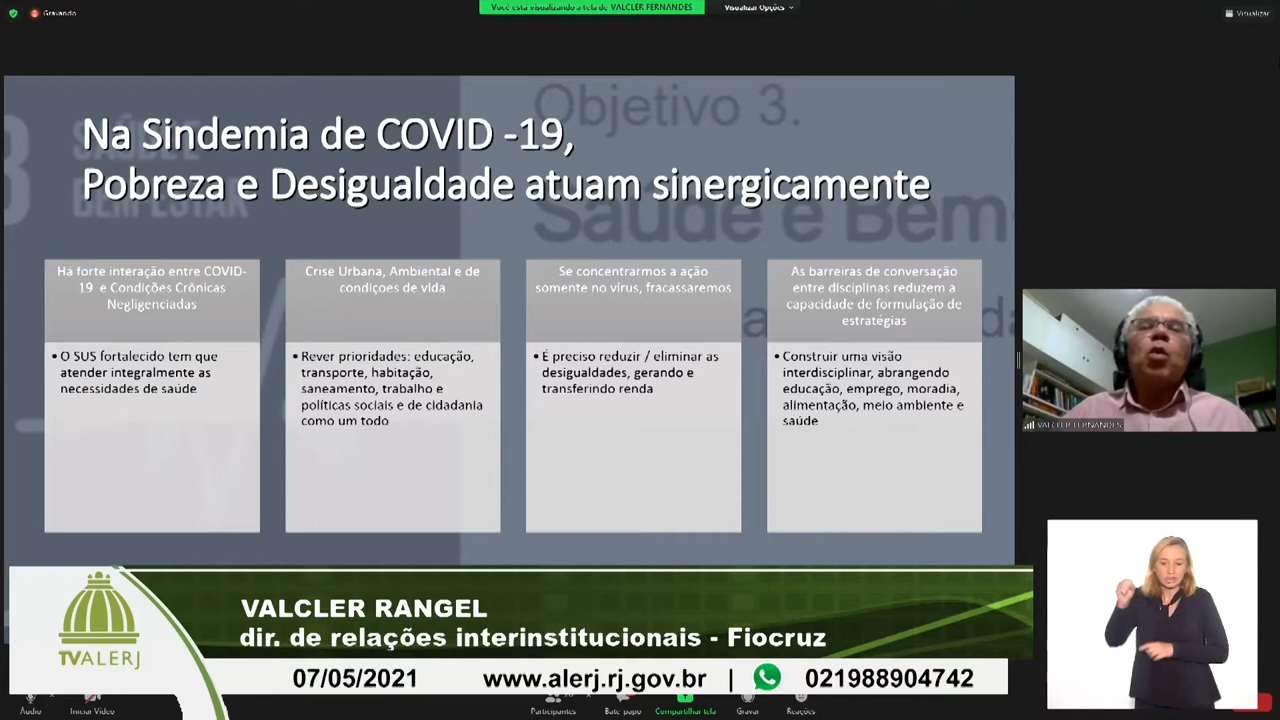 Gravando
Você está visualizando a tela de VALCLER FERNANDES
Visualizar Opções
Visualizar
Objetivo 3.
SAÚDE
BEM ESTAR
Saúde e Bem-
Na Sindemia de COVID -19,
Pobreza e Desigualdade atuam sinergicamente
Há forte interação entre COVID-
19 e Condições Crônicas
Negligenciadas
• O SUS fortalecido tem que
atender integralmente as
necessidades de saúde
Crise Urbana, Ambiental e de
condiçoes de vida
• Rever prioridades: educação,
transporte, habitação,
saneamento, trabalho e
políticas sociais e de cidadania
como um todo
Se concentrarmos a ação
somente no vírus, fracassaremos
• É preciso reduzir / eliminar as
desigualdades, gerando e
transferindo renda
As barreiras de conversação
entre disciplinas reduzem a
capacidade de formulação de
estratégias
• Construir uma visão
interdisciplinar, abrangendo
educação, emprego, moradia,
alimentação, meio ambiente e
saúde
VALCLER FERNANDES
TVALERJ
VALCLER RANGEL
dir. de relações interinstitucionais - Fiocruz
07/05/2021 www.alerj.rj.gov.br | 021988904742
Áudio Iniciar Vídeo Participantes Bate-papo Compartilhar tela Gravar Reações